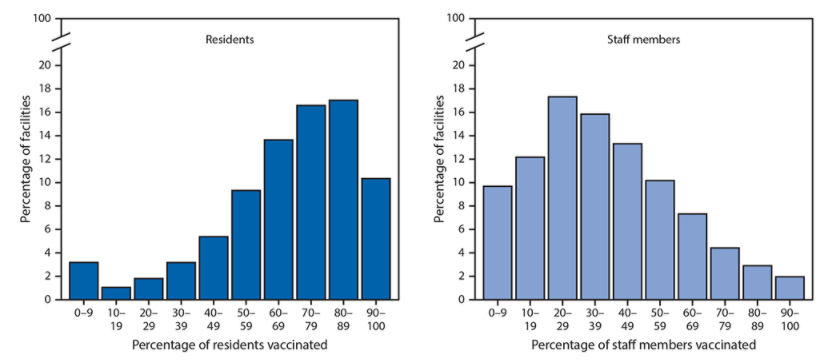 100
Residents
20
18
16
14
12
10
8
6
4
2
0
Percentage of facilities
0–9 10– 20– 30– 40– 50– 60– 70– 80– 90–
19 29 39 49 59 69 79 89 100
Percentage of residents vaccinated
100
Staff members
20
18
16
14
12
10
8
6
4
2
0
Percentage of facilities
0–9 10– 20– 30– 40– 50– 60– 70– 80– 90–
19 29 39 49 59 69 79 89 100
Percentage of staff members vaccinated